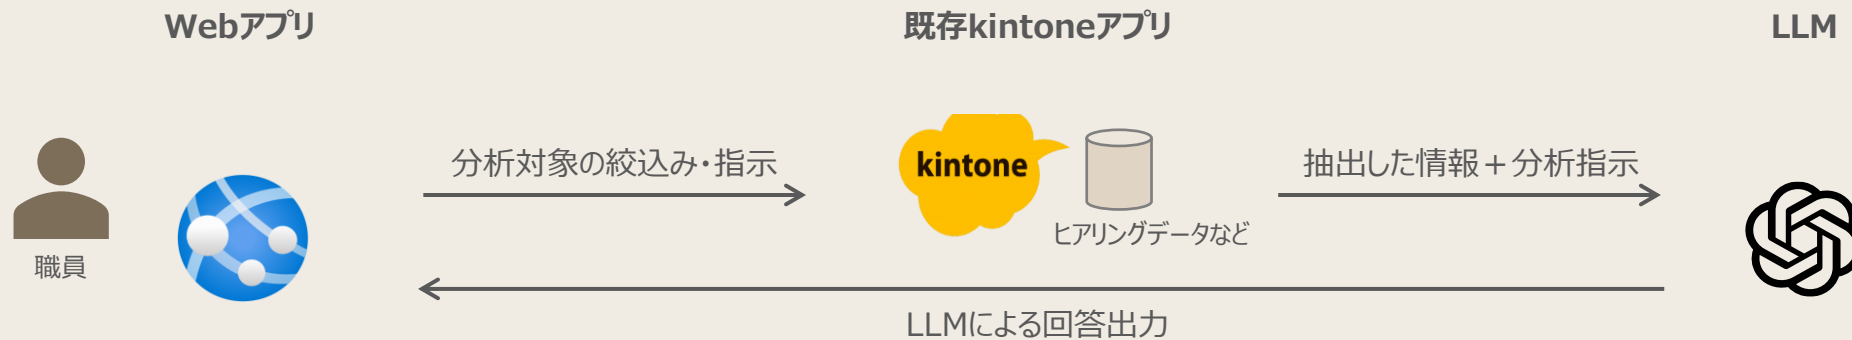 Webアプリ
既存kintoneアプリ
LLM
分析対象の絞込み・指示
kintone
抽出した情報＋分析指示
ヒアリングデータなど
職員
LLMによる回答出力